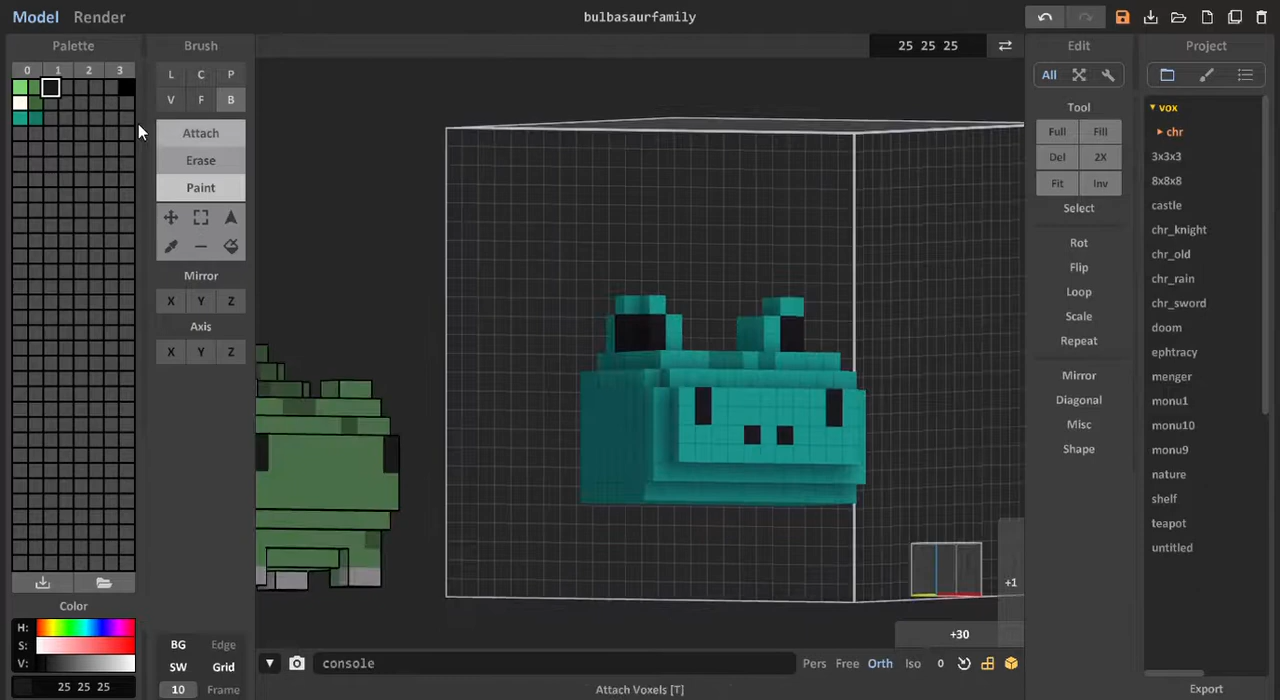 Model Render
bulbasaurfamily
Palette
Brush
25 25 25
Edit
Project
0 1 2 3
L C P
V F B
Attach
Erase
Paint
Mirror
X Y Z
Axis
X Y Z
All
Tool
Full Fill
Del 2X
Fit Inv
Select
Rot
Flip
Loop
Scale
Repeat
Mirror
Diagonal
Misc
Shape
vox
chr
3x3x3
8x8x8
castle
chr_knight
chr_old
chr_rain
chr_sword
doom
ephtracy
menger
monu1
monu10
monu9
nature
shelf
teapot
untitled
Color
H:
S:
V:
25 25 25
BG Edge
SW Grid
10 Frame
+1
+30
console
Pers Free Orth Iso 0
Attach Voxels [T]
Export